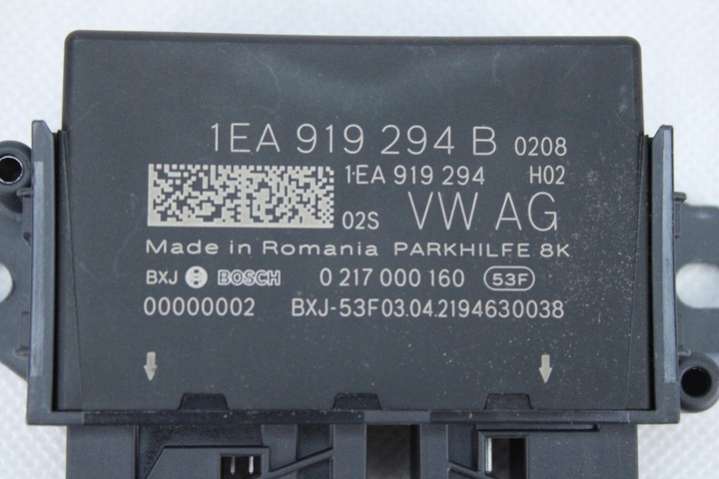 1EA 919 294 B 0208
1EA 919 294 H02
02S VW AG
Made in Romania PARKHILFE 8K
BXJ BOSCH 0 217 000 160 53F
00000002 BXJ-53F03.04.2194630038